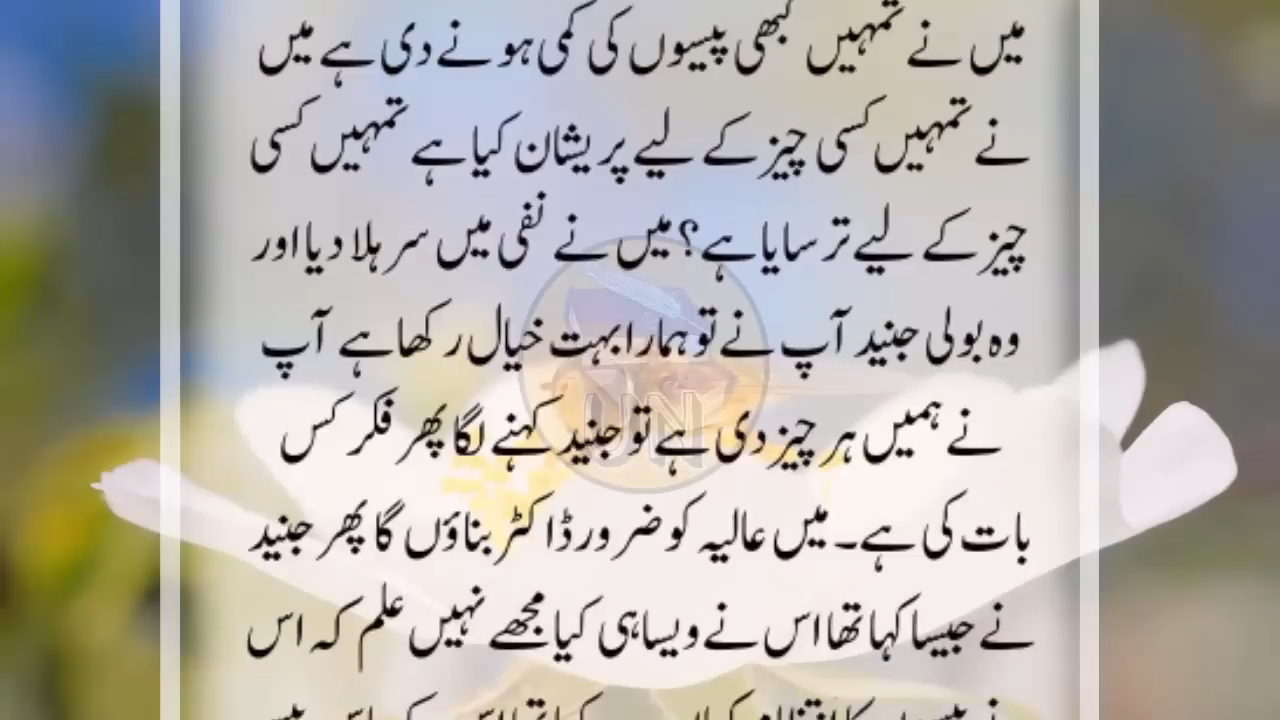 میں نے تمہیں کبھی پیسوں کی کمی ہونے دی ہے میں
نے تمہیں کسی چیز کے لیے پریشان کیا ہے تمہیں کسی
چیز کے لیے ترسایا ہے؟ میں نے نفی میں سر ہلا دیا اور
وہ بولی جنید آپ نے تو ہمارا بہت خیال رکھا ہے آپ
نے ہمیں ہر چیز دی ہے تو جنید کہنے لگا پھر فکر کس
بات کی ہے۔ میں عالیہ کو ضرور ڈاکٹر بناؤں گا پھر جنید
نے جیسا کہا تھا اس نے ویسا ہی کیا مجھے نہیں علم کہ اس
UN